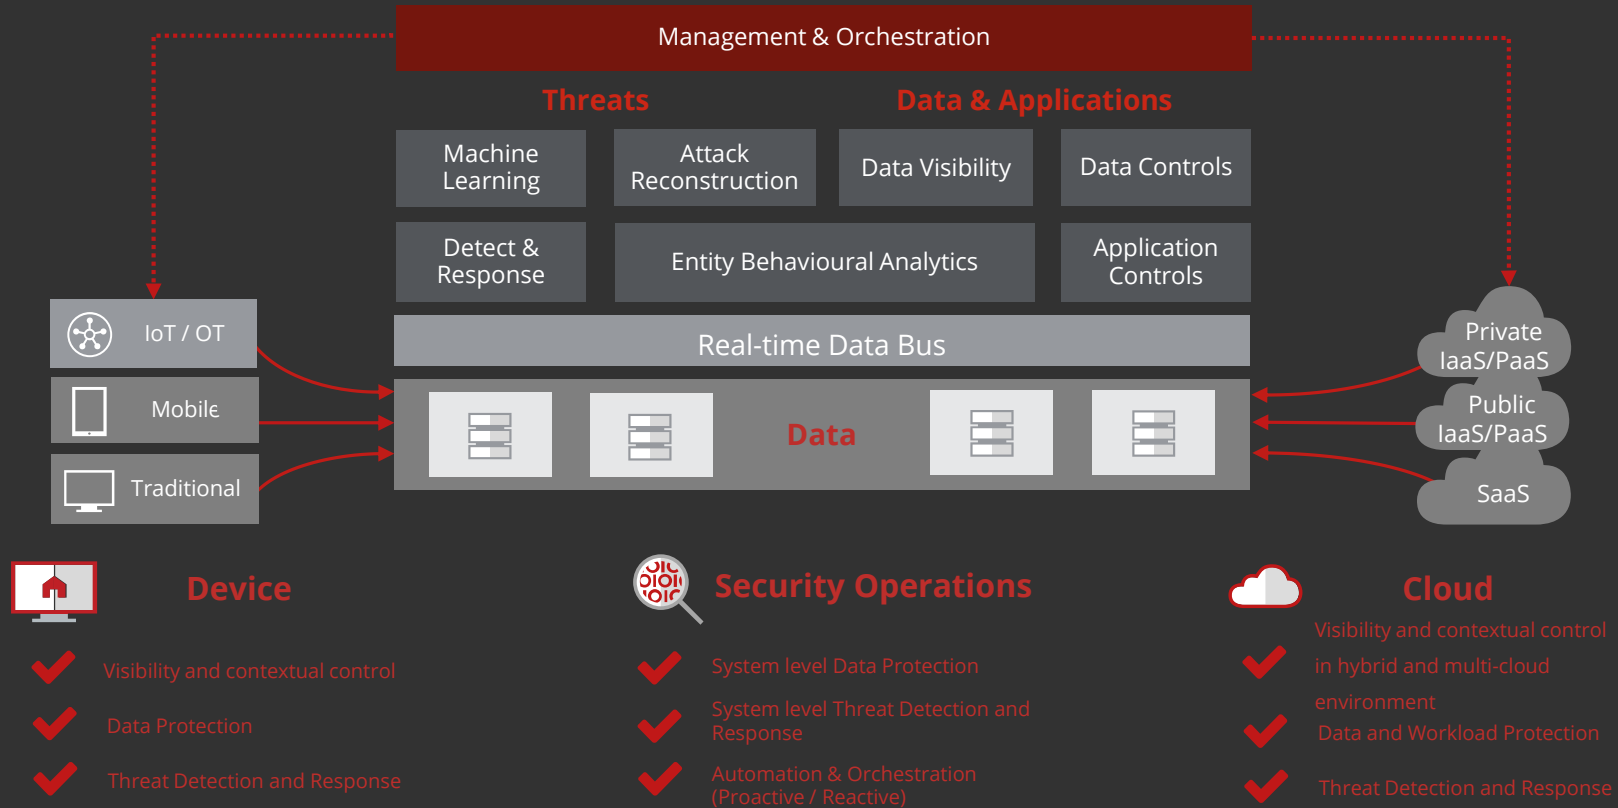 Management & Orchestration
Threats
Data & Applications
Machine
Learning
Attack
Reconstruction
Data Visibility
Data Controls
Detect &
Response
Entity Behavioural Analytics
Application
Controls
IoT / OT
Mobile
Traditional
Real-time Data Bus
Data
Private
IaaS/PaaS
Public
IaaS/PaaS
SaaS
Device
Visibility and contextual control
Data Protection
Threat Detection and Response
Security Operations
System level Data Protection
System level Threat Detection and
Response
Automation & Orchestration
(Proactive / Reactive)
Cloud
Visibility and contextual control
in hybrid and multi-cloud
environment
Data and Workload Protection
Threat Detection and Response